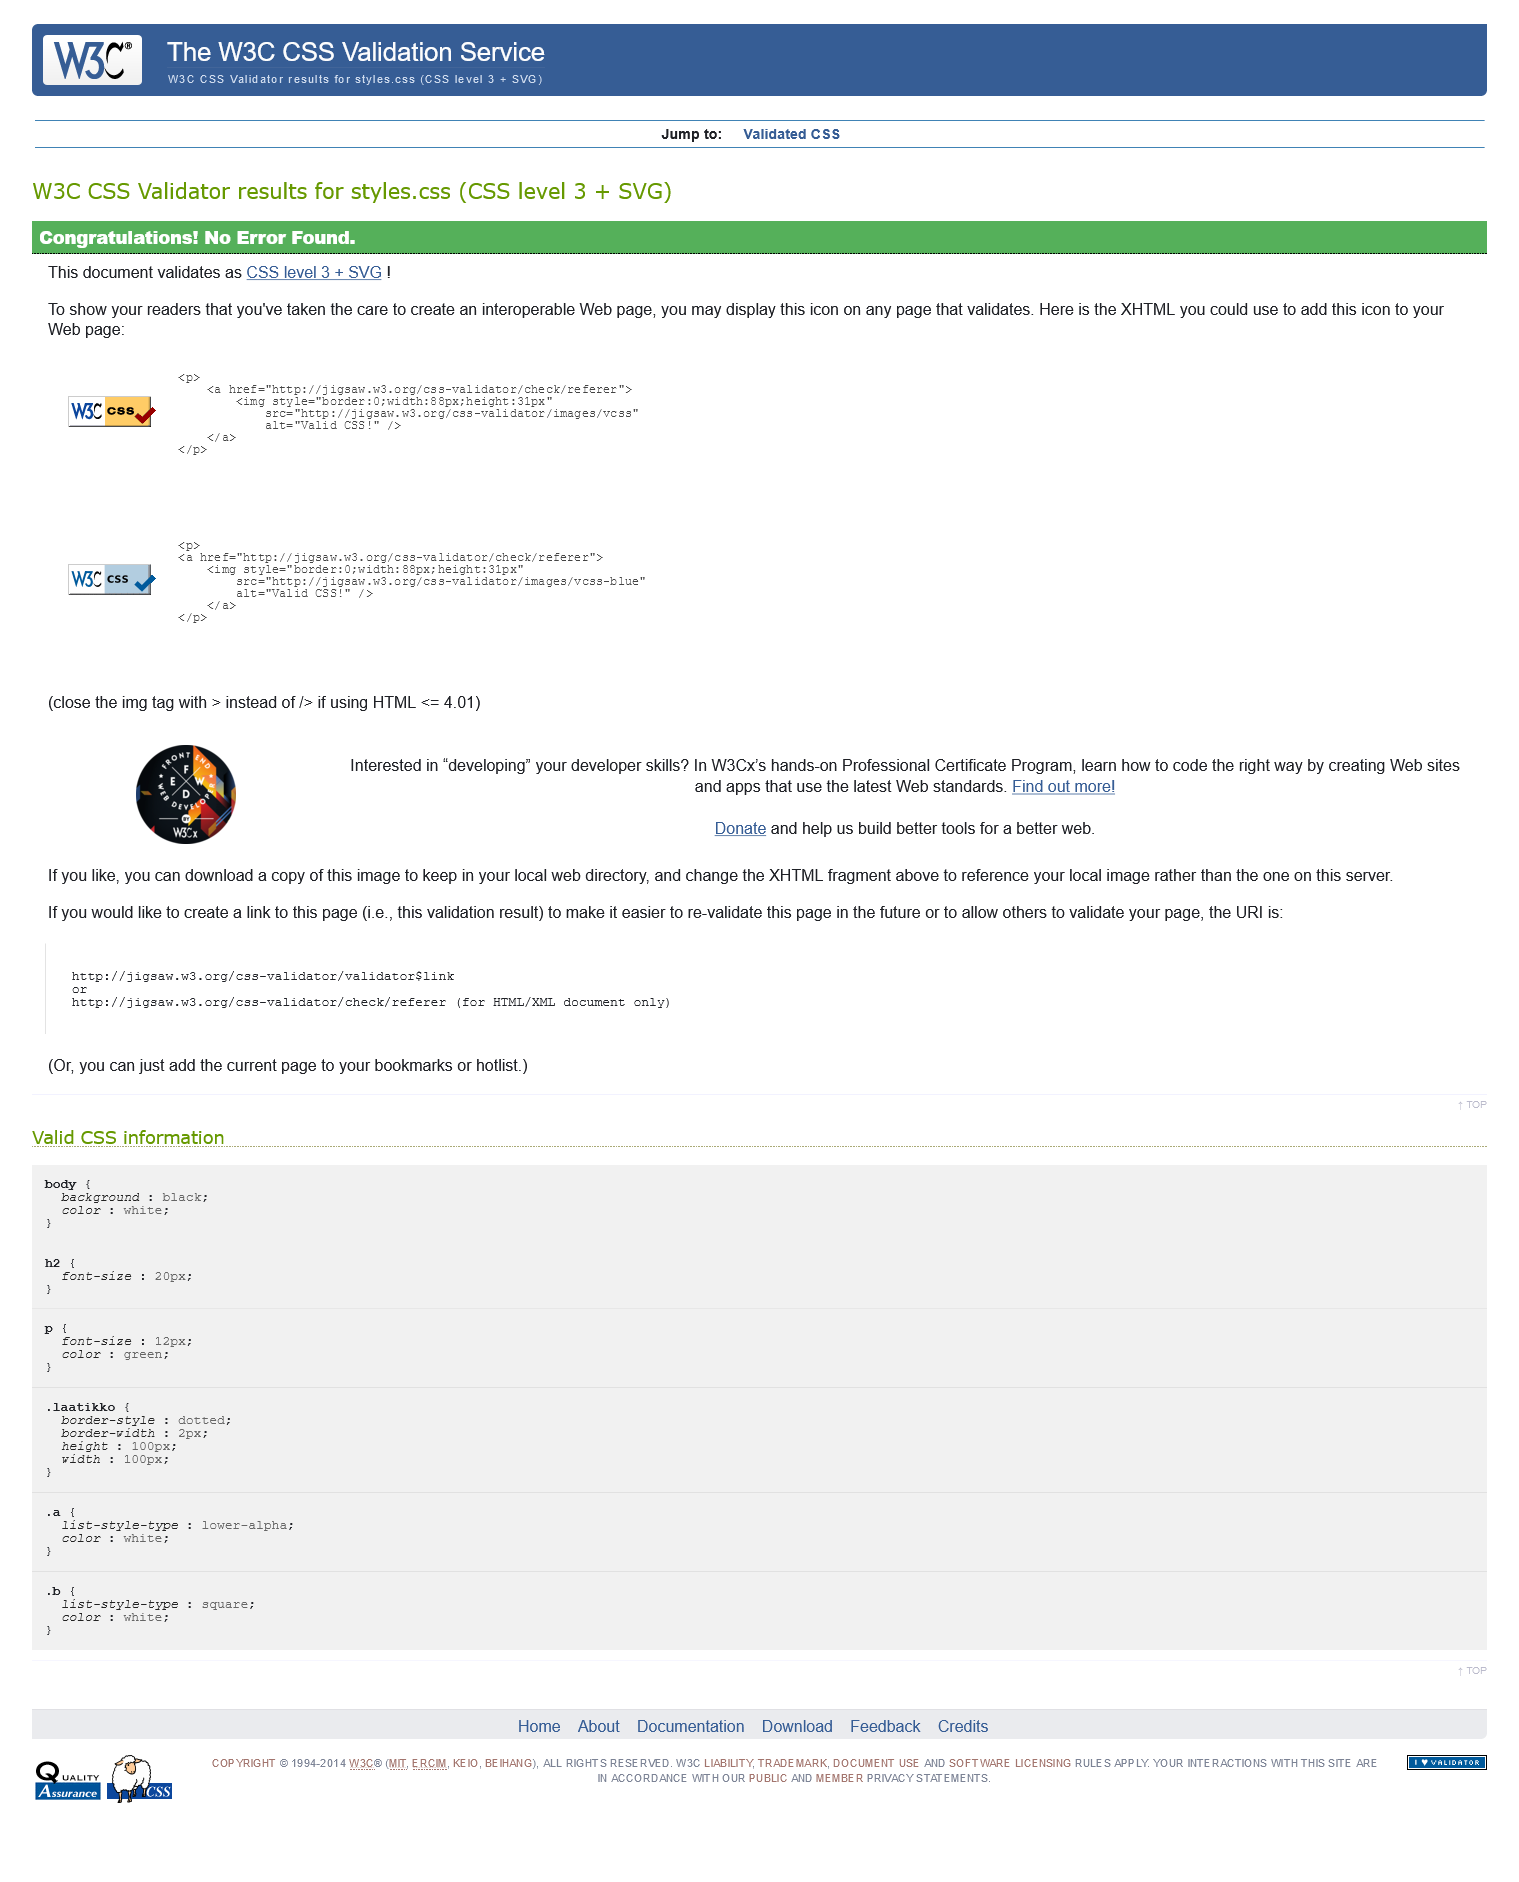 W3C®
The W3C CSS Validation Service
W3C CSS Validator results for styles.css (CSS level 3 + SVG)
Jump to: Validated CSS
W3C CSS Validator results for styles.css (CSS level 3 + SVG)
Congratulations! No Error Found.
This document validates as CSS level 3 + SVG !
To show your readers that you've taken the care to create an interoperable Web page, you may display this icon on any page that validates. Here is the XHTML you could use to add this icon to your
Web page:
W3C css
<p>
<a href="http://jigsaw.w3.org/css-validator/check/referer">
<img style="border:0;width:88px;height:31px"
src="http://jigsaw.w3.org/css-validator/images/vcss"
alt="Valid CSS!" />
</a>
</p>
W3C css
<p>
<a href="http://jigsaw.w3.org/css-validator/check/referer">
<img style="border:0;width:88px;height:31px"
src="http://jigsaw.w3.org/css-validator/images/vcss-blue"
alt="Valid CSS!" />
</a>
</p>
(close the img tag with > instead of /> if using HTML <= 4.01)
FRONT END
F
E W
D
WEB DEVELOPER
W3Cx
Interested in “developing” your developer skills? In W3Cx’s hands-on Professional Certificate Program, learn how to code the right way by creating Web sites
and apps that use the latest Web standards. Find out more!
Donate and help us build better tools for a better web.
If you like, you can download a copy of this image to keep in your local web directory, and change the XHTML fragment above to reference your local image rather than the one on this server.
If you would like to create a link to this page (i.e., this validation result) to make it easier to re-validate this page in the future or to allow others to validate your page, the URI is:
http://jigsaw.w3.org/css-validator/validator$link
or
http://jigsaw.w3.org/css-validator/check/referer (for HTML/XML document only)
(Or, you can just add the current page to your bookmarks or hotlist.)
↑ TOP
Valid CSS information
body {
background : black;
color : white;
}
h2 {
font-size : 20px;
}
p {
font-size : 12px;
color : green;
}
.laatikko {
border-style : dotted;
border-width : 2px;
height : 100px;
width : 100px;
}
.a {
list-style-type : lower-alpha;
color : white;
}
.b {
list-style-type : square;
color : white;
}
↑ TOP
Home About Documentation Download Feedback Credits
QUALITY
Assurance
CSS
COPYRIGHT © 1994-2014 W3C® (MIT, ERCIM, KEIO, BEIHANG), ALL RIGHTS RESERVED. W3C LIABILITY, TRADEMARK, DOCUMENT USE AND SOFTWARE LICENSING RULES APPLY. YOUR INTERACTIONS WITH THIS SITE ARE
IN ACCORDANCE WITH OUR PUBLIC AND MEMBER PRIVACY STATEMENTS.
I ♥ VALIDATOR